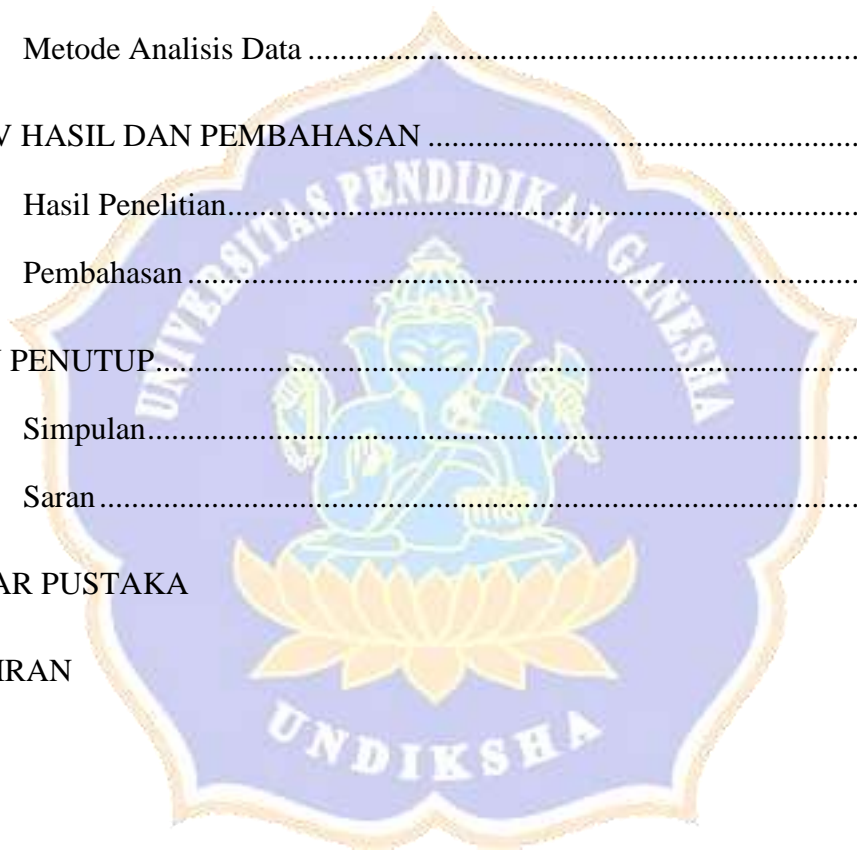 Metode Analisis Data ......................................................................
V HASIL DAN PEMBAHASAN ......................................................
Hasil Penelitian................................................................................
Pembahasan .....................................................................................
PENUTUP.........................................................................................
Simpulan...........................................................................................
Saran .................................................................................................
AR PUSTAKA
IRAN
UNIVERSITAS PENDIDIKAN GANESHA
UNDIKSHA